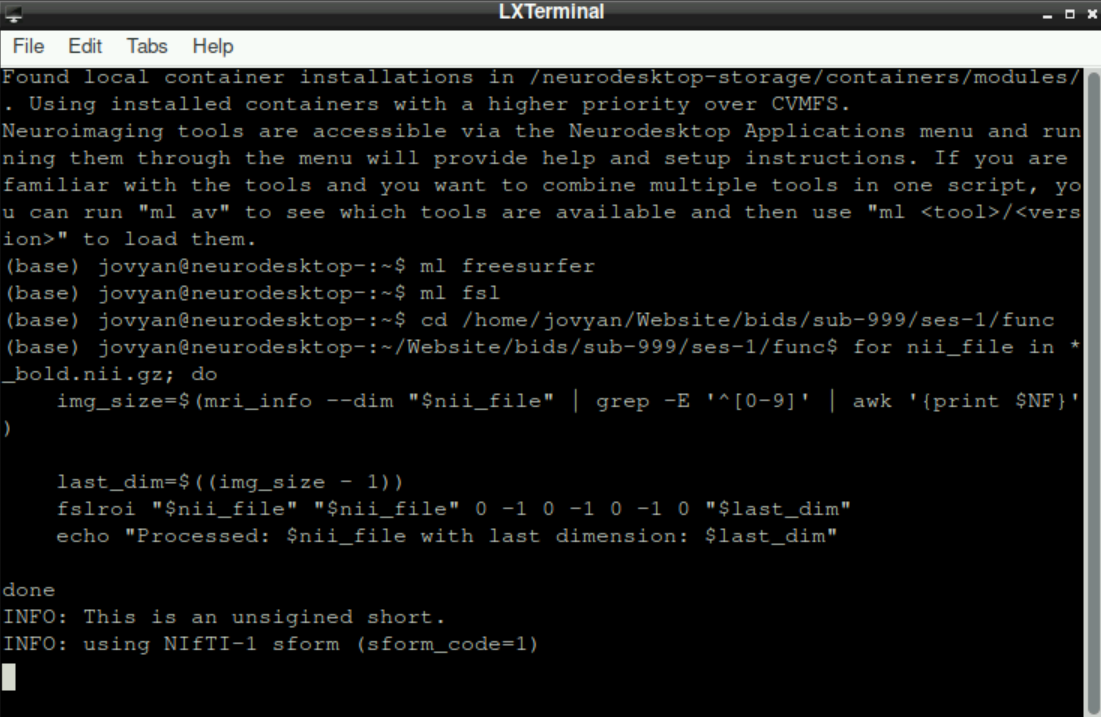 LXTerminal
File Edit Tabs Help
Found local container installations in /neurodesktop-storage/containers/modules/
. Using installed containers with a higher priority over CVMFS.
Neuroimaging tools are accessible via the Neurodesktop Applications menu and run
ning them through the menu will provide help and setup instructions. If you are
familiar with the tools and you want to combine multiple tools in one script, yo
u can run "ml av" to see which tools are available and then use "ml <tool>/<vers
ion>" to load them.
(base) jovyan@neurodesktop-:~$ ml freesurfer
(base) jovyan@neurodesktop-:~$ ml fsl
(base) jovyan@neurodesktop-:~$ cd /home/jovyan/Website/bids/sub-999/ses-1/func
(base) jovyan@neurodesktop-:~/Website/bids/sub-999/ses-1/func$ for nii_file in *
_bold.nii.gz; do
    img_size=$(mri_info --dim "$nii_file" | grep -E '^[0-9]' | awk '{print $NF}'
)
    last_dim=$((img_size - 1))
    fslroi "$nii_file" "$nii_file" 0 -1 0 -1 0 -1 0 "$last_dim"
    echo "Processed: $nii_file with last dimension: $last_dim"
done
INFO: This is an unsigined short.
INFO: using NIfTI-1 sform (sform_code=1)